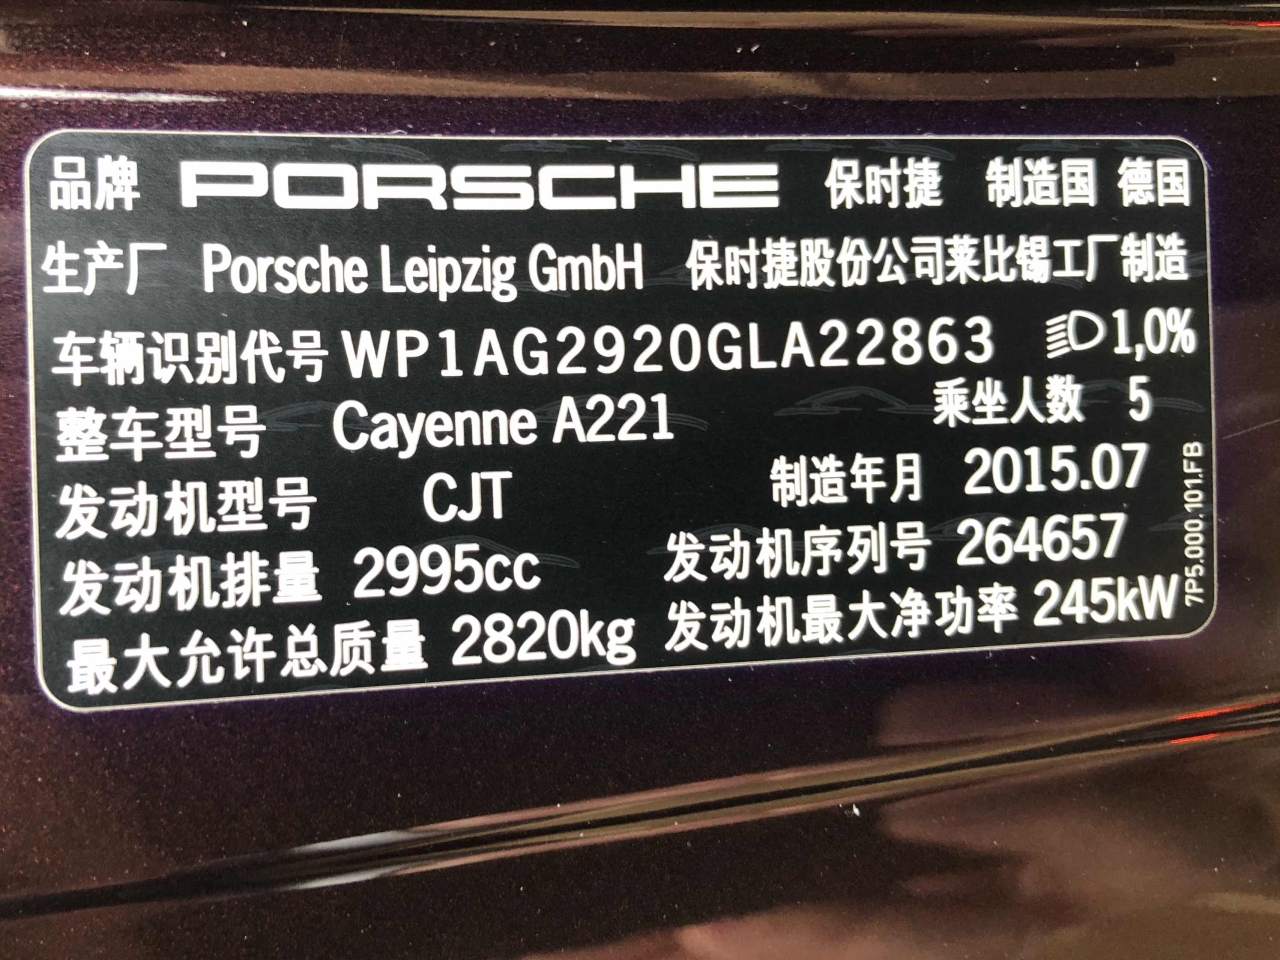 品牌 PORSCHE 保时捷 制造国 德国
生产厂 Porsche Leipzig GmbH 保时捷股份公司莱比锡工厂制造
车辆识别代号 WP1AG2920GLA22863 1,0%
整车型号 Cayenne A221 乘坐人数 5
发动机型号 CJT 制造年月 2015.07
发动机排量 2995cc 发动机序列号 264657
最大允许总质量 2820kg 发动机最大净功率 245kW
7P5.000.101.FB